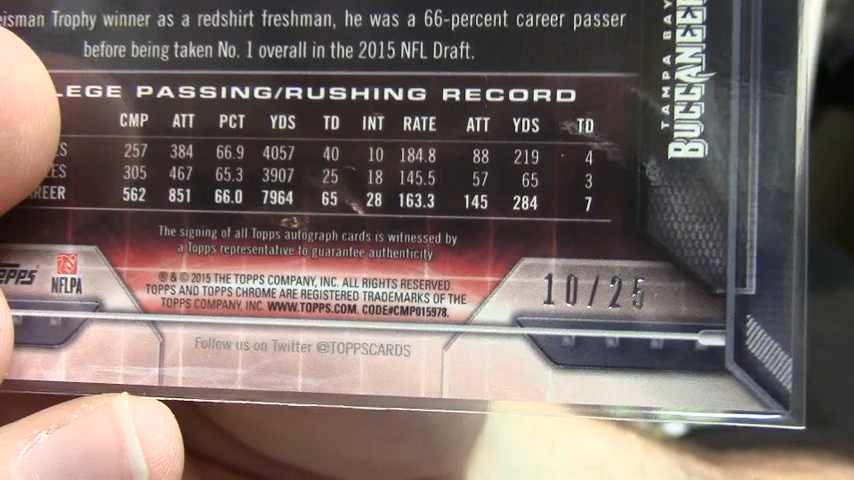 eisman Trophy winner as a redshirt freshman, he was a 66-percent career passer
before being taken No. 1 overall in the 2015 NFL Draft.
TAMPA BAY
BUCCANEER
LEGE PASSING/RUSHING RECORD
CMP ATT PCT YDS TD INT RATE ATT YDS TD
257 384 66.9 4057 40 10 184.8 88 219 4
305 467 65.3 3907 25 18 145.5 57 65 3
AREER 562 851 66.0 7964 65 28 163.3 145 284 7
The signing of all Topps autograph cards is witnessed by
a Topps representative to guarantee authenticity
OPPS NFLPA
® & © 2015 THE TOPPS COMPANY, INC. ALL RIGHTS RESERVED.
TOPPS AND TOPPS CHROME ARE REGISTERED TRADEMARKS OF THE
TOPPS COMPANY, INC. WWW.TOPPS.COM. CODE#CMP015978.
10/25
Follow us on Twitter @TOPPSCARDS